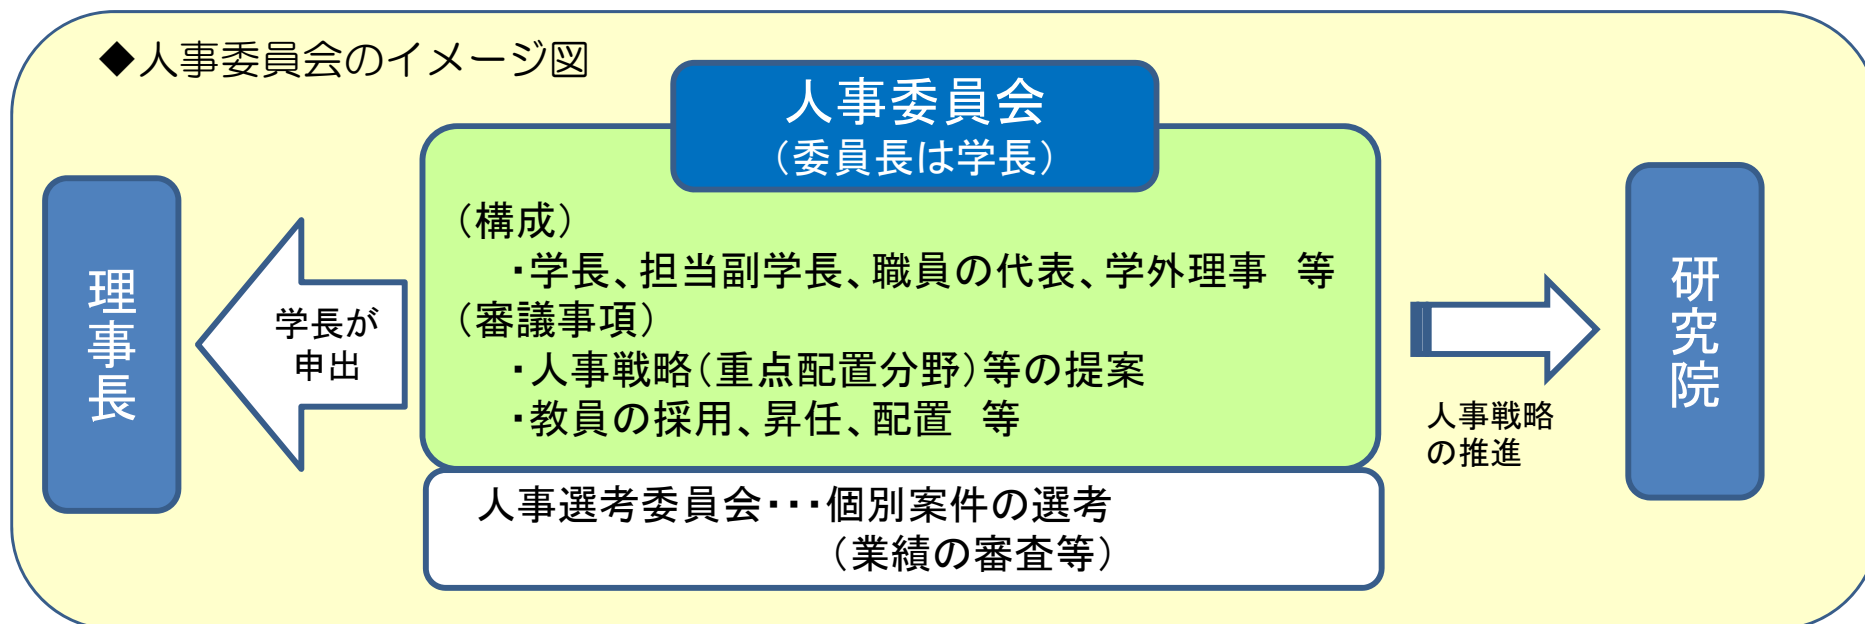 ◆人事委員会のイメージ図
人事委員会
（委員長は学長）
理事長
学長が
申出
（構成）
・学長、担当副学長、職員の代表、学外理事　等
（審議事項）
・人事戦略（重点配置分野）等の提案
・教員の採用、昇任、配置　等
人事選考委員会・・・個別案件の選考
（業績の審査等）
人事戦略
の推進
研究院